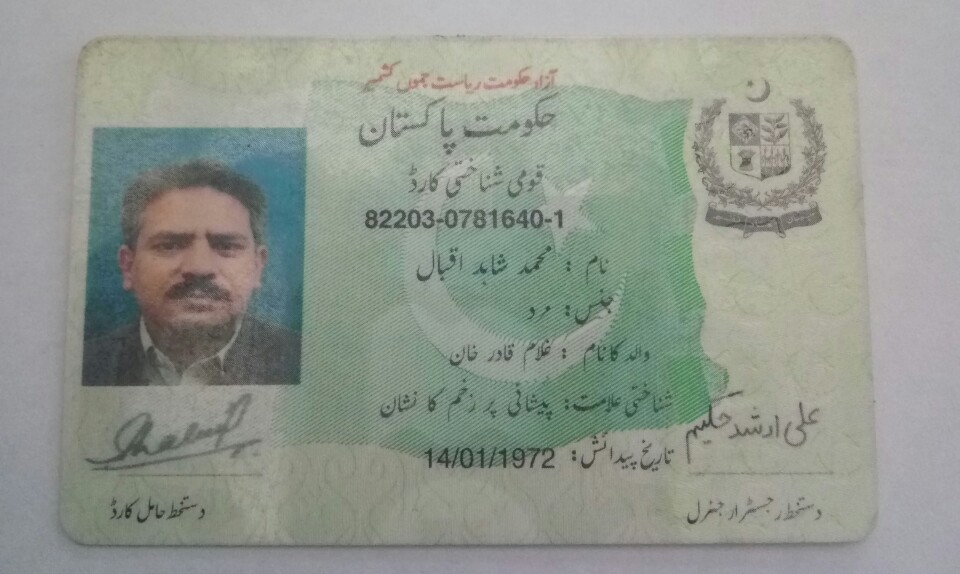 آزاد حکومت ریاست جموں کشمیر
حکومت پاکستان
قومی شناختی کارڈ
82203-0781640-1
نام : محمد شاہد اقبال
جنس: مرد
والد کا نام : غلام قادر خان
شناختی علامت: پیشانی پر زخم کا نشان
تاریخ پیدائش: 14/01/1972
علی ارشد حکیم
دستخط حامل کارڈ
دستخط رجسٹرار جنرل